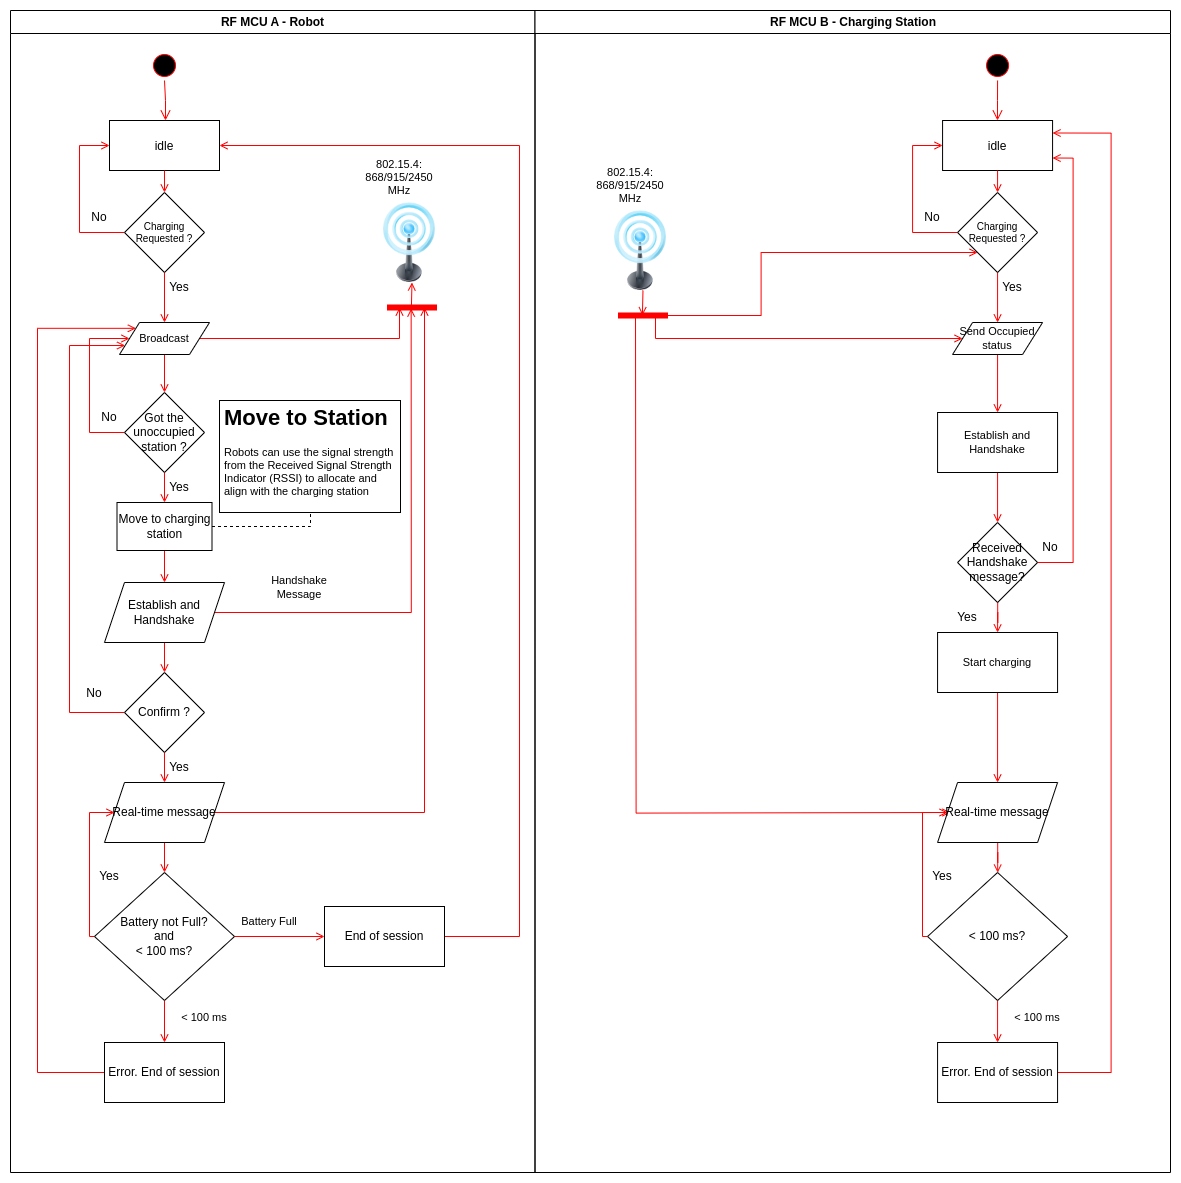 RF MCU A - Robot
idle
No
Charging
Requested ?
Yes
802.15.4:
868/915/2450
MHz
Broadcast
No
Got the
unoccupied
station ?
Yes
Move to Station
Robots can use the signal strength
from the Received Signal Strength
Indicator (RSSI) to allocate and
align with the charging station
Move to charging
station
Establish and
Handshake
Handshake
Message
No
Confirm ?
Yes
Real-time message
Yes
Battery not Full?
and
< 100 ms?
Battery Full
End of session
< 100 ms
Error. End of session
RF MCU B - Charging Station
idle
802.15.4:
868/915/2450
MHz
No
Charging
Requested ?
Yes
Send Occupied
status
Establish and
Handshake
Received
Handshake
message?
No
Yes
Start charging
Real-time message
Yes
< 100 ms?
< 100 ms
Error. End of session